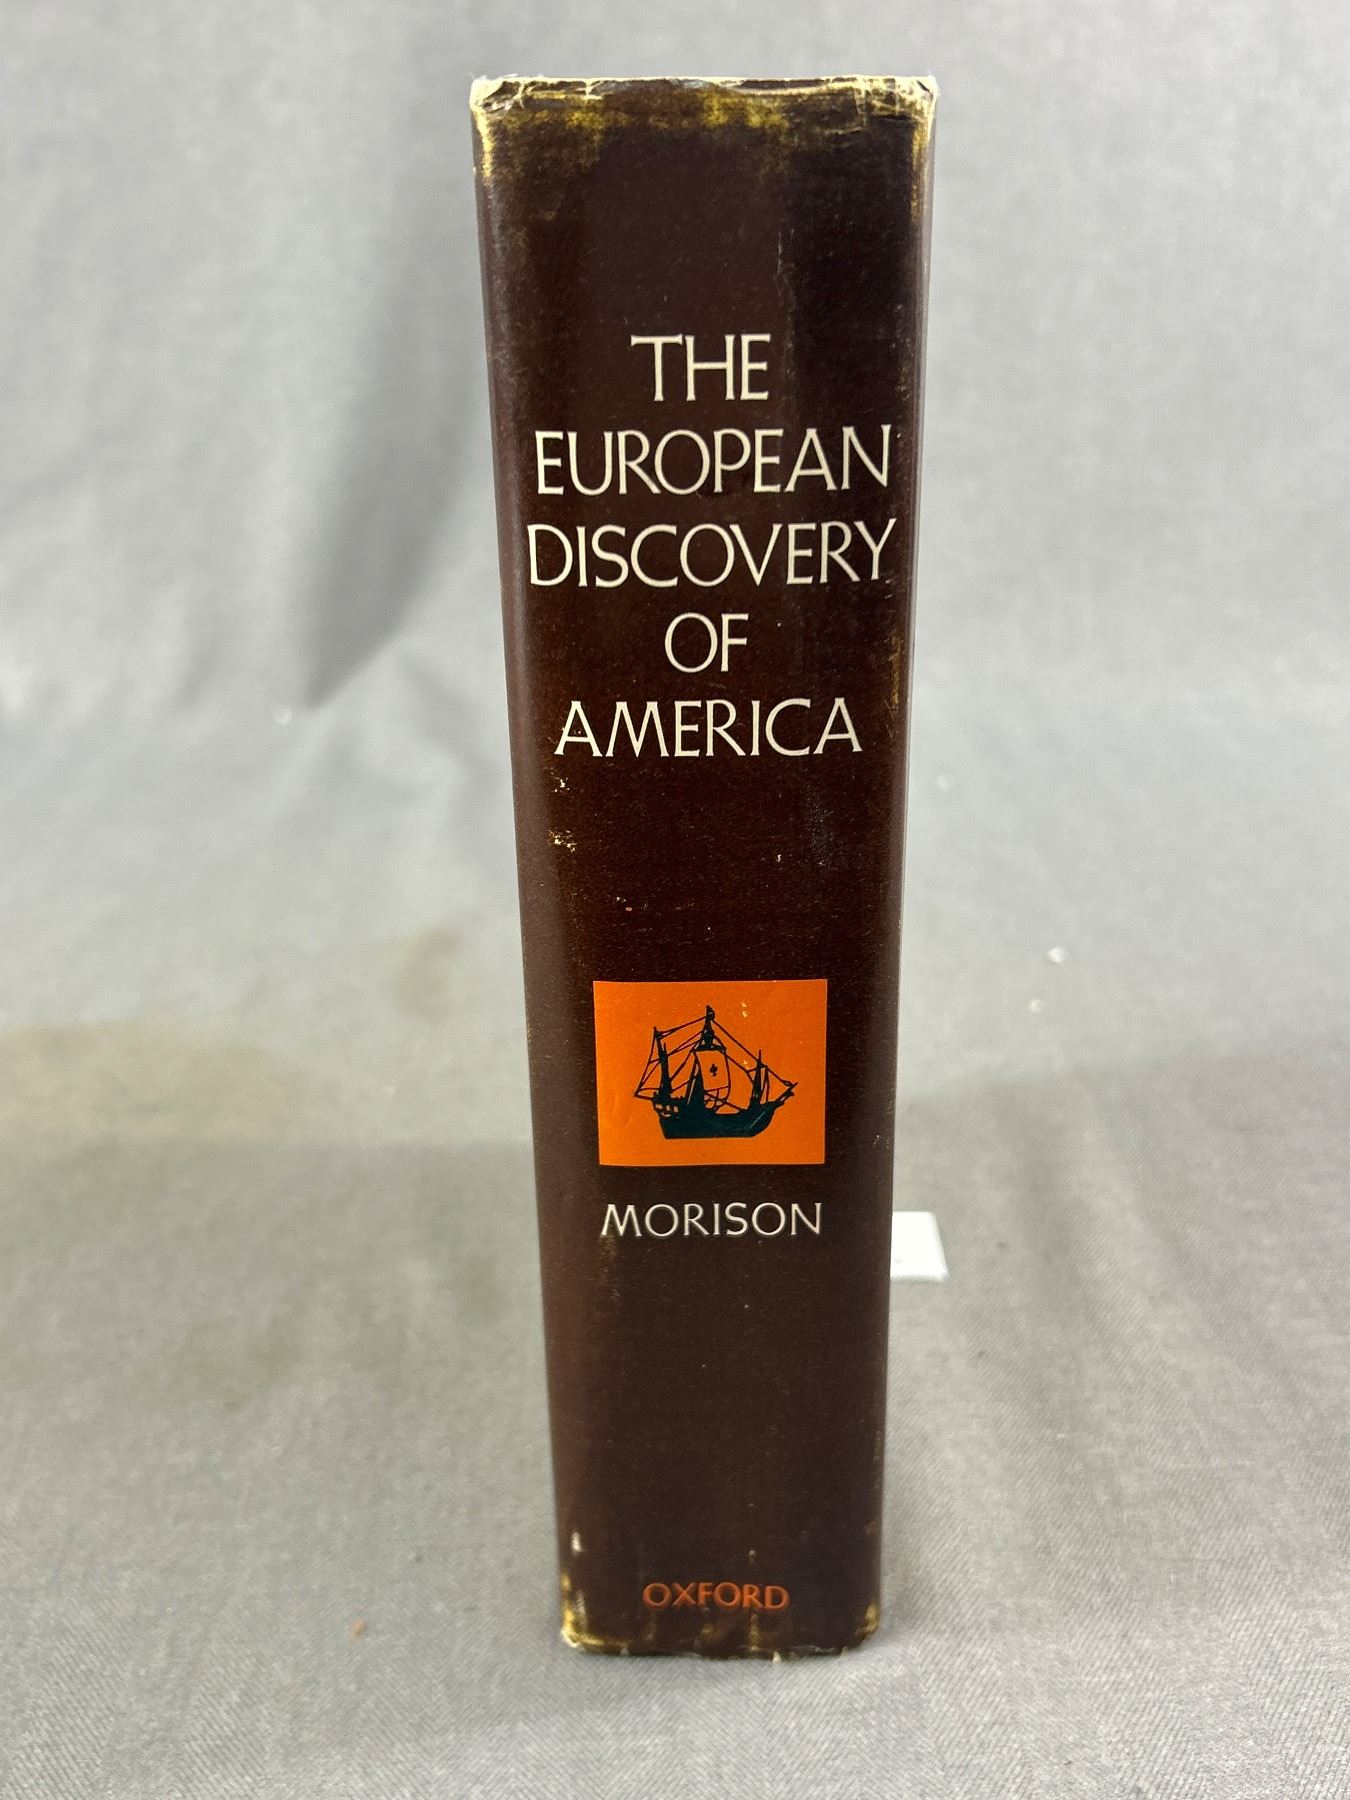 THE
EUROPEAN
DISCOVERY
OF
AMERICA
MORISON
OXFORD